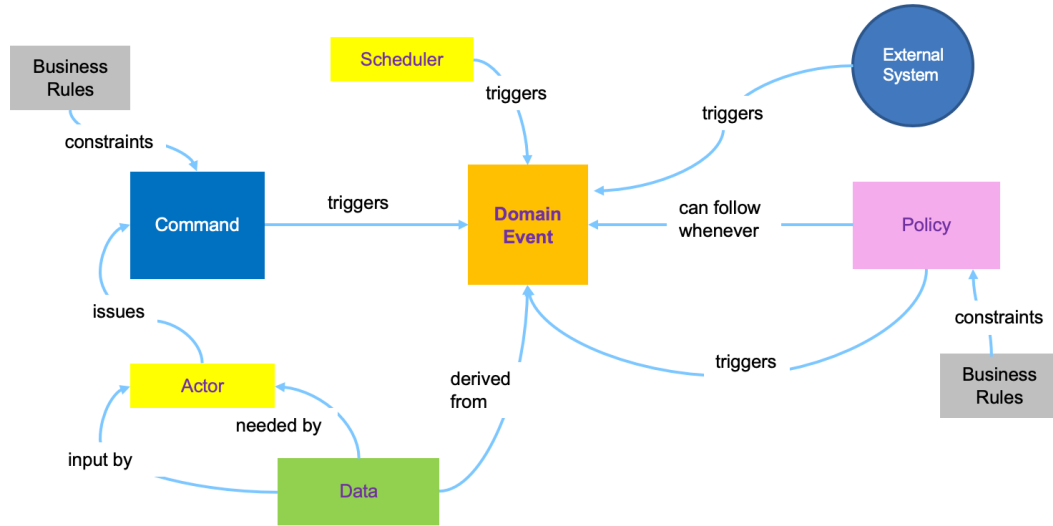 Business
Rules
Scheduler
External
System
triggers
triggers
constraints
Command
triggers
Domain
Event
can follow
whenever
Policy
issues
constraints
triggers
Actor
derived
from
Business
Rules
needed by
input by
Data